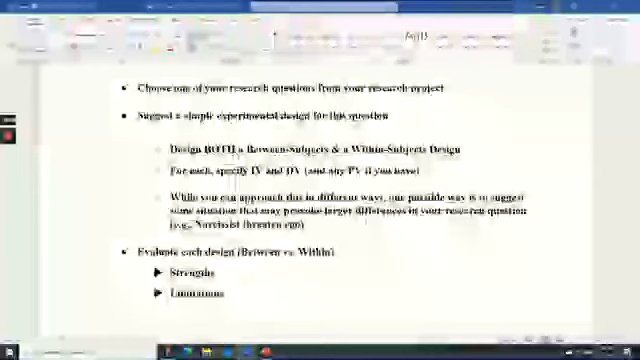 Choose one of your research questions from your research project
Suggest a simple experimental design for this question
Design BOTH a Between-Subjects & a Within-Subjects Design
For each, specify IV and DV (and any PV if you have)
While you can approach this in different ways, one possible way is to suggest
some situation that may provoke larger differences in your research question
(e.g., Narcissist threaten ego)
Evaluate each design (Between vs. Within)
Strengths
Limitations